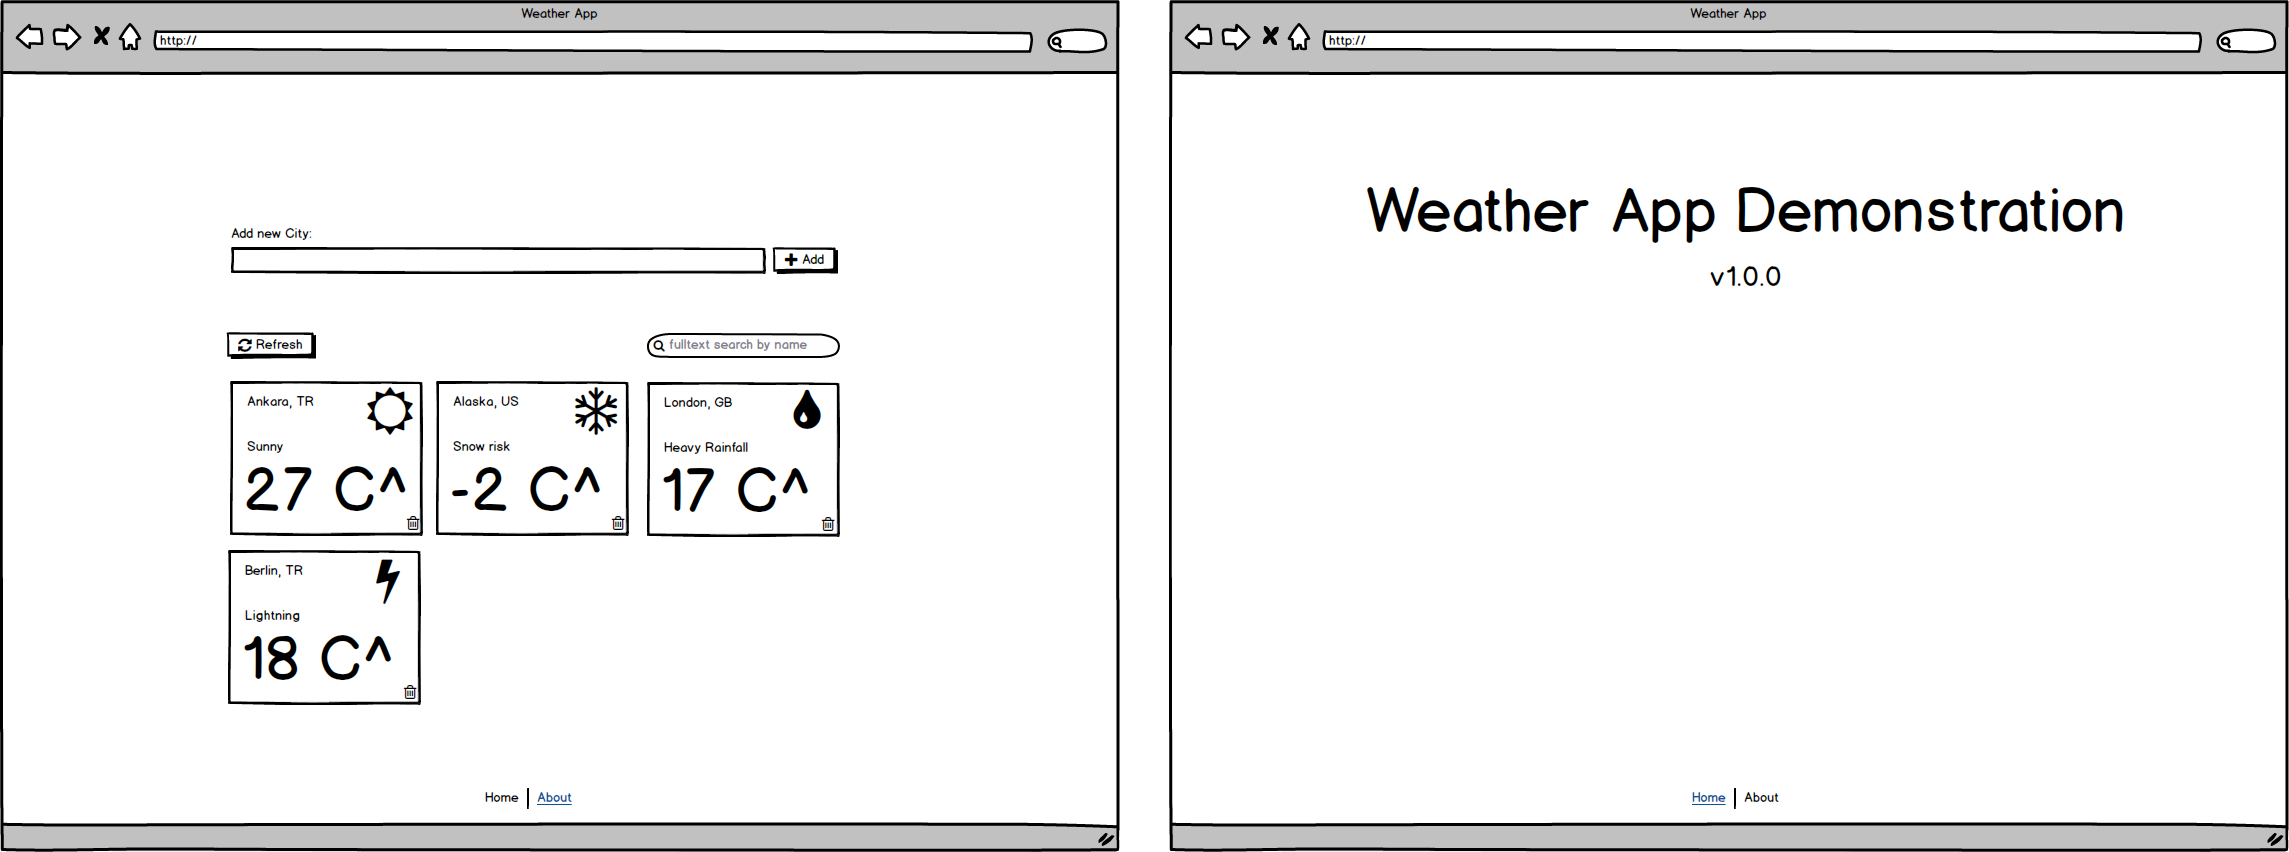 Weather App
http://
Add new City:
Add
Refresh
fulltext search by name
Ankara, TR
Sunny
27 C^
Alaska, US
Snow risk
-2 C^
London, GB
Heavy Rainfall
17 C^
Berlin, TR
Lightning
18 C^
Home | About
Weather App
http://
Weather App Demonstration
v1.0.0
Home | About